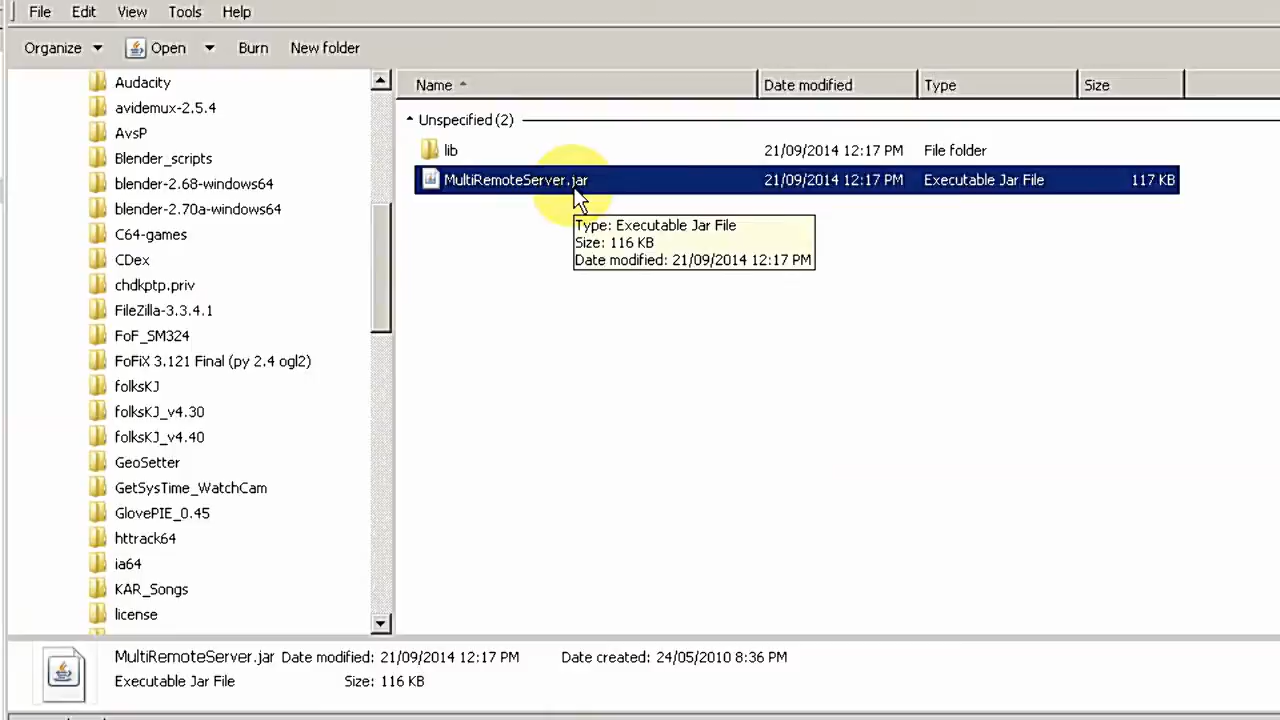 File Edit View Tools Help
Organize Open Burn New folder
Audacity
avidemux-2.5.4
AvsP
Blender_scripts
blender-2.68-windows64
blender-2.70a-windows64
C64-games
CDex
chdkptp.priv
FileZilla-3.3.4.1
FoF_SM324
FoFiX 3.121 Final (py 2.4 ogl2)
folksKJ
folksKJ_v4.30
folksKJ_v4.40
GeoSetter
GetSysTime_WatchCam
GlovePIE_0.45
httrack64
ia64
KAR_Songs
license
Name Date modified Type Size
Unspecified (2)
lib 21/09/2014 12:17 PM File folder
MultiRemoteServer.jar 21/09/2014 12:17 PM Executable Jar File 117 KB
Type: Executable Jar File
Size: 116 KB
Date modified: 21/09/2014 12:17 PM
MultiRemoteServer.jar Date modified: 21/09/2014 12:17 PM Date created: 24/05/2010 8:36 PM
Executable Jar File Size: 116 KB